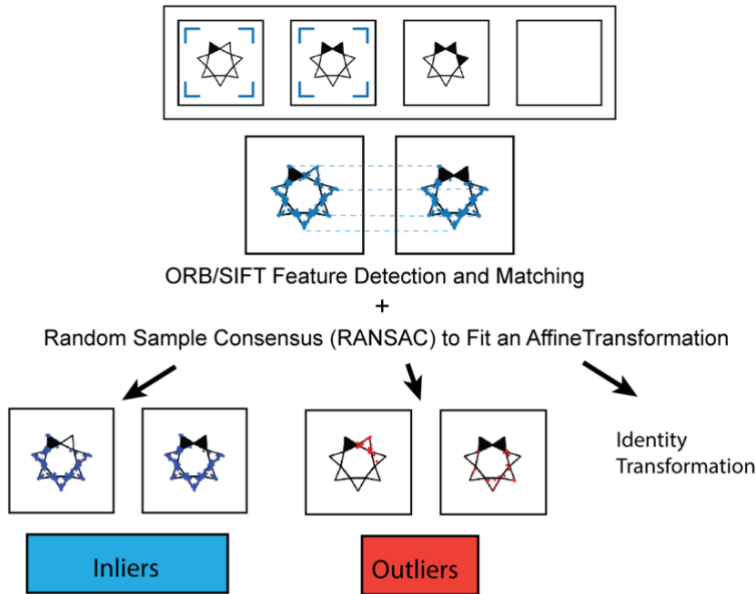 ORB/SIFT Feature Detection and Matching
+
Random Sample Consensus (RANSAC) to Fit an AffineTransformation
Identity
Transformation
Inliers
Outliers